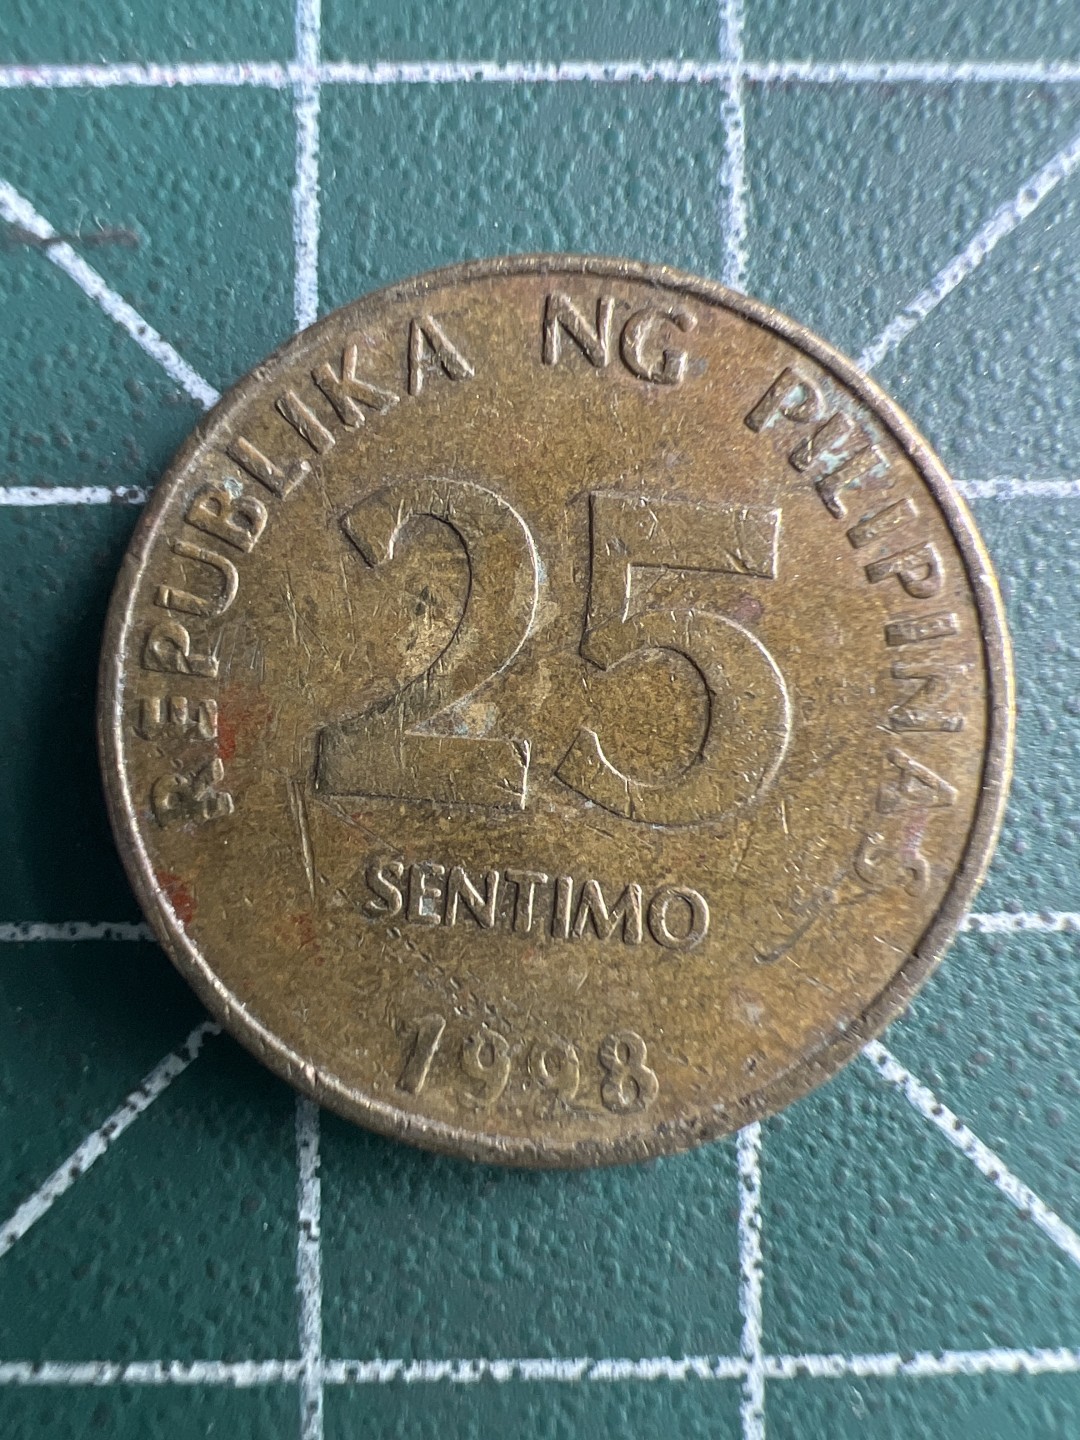 REPUBLIKA NG PILIPINAS
25
SENTIMO
1998